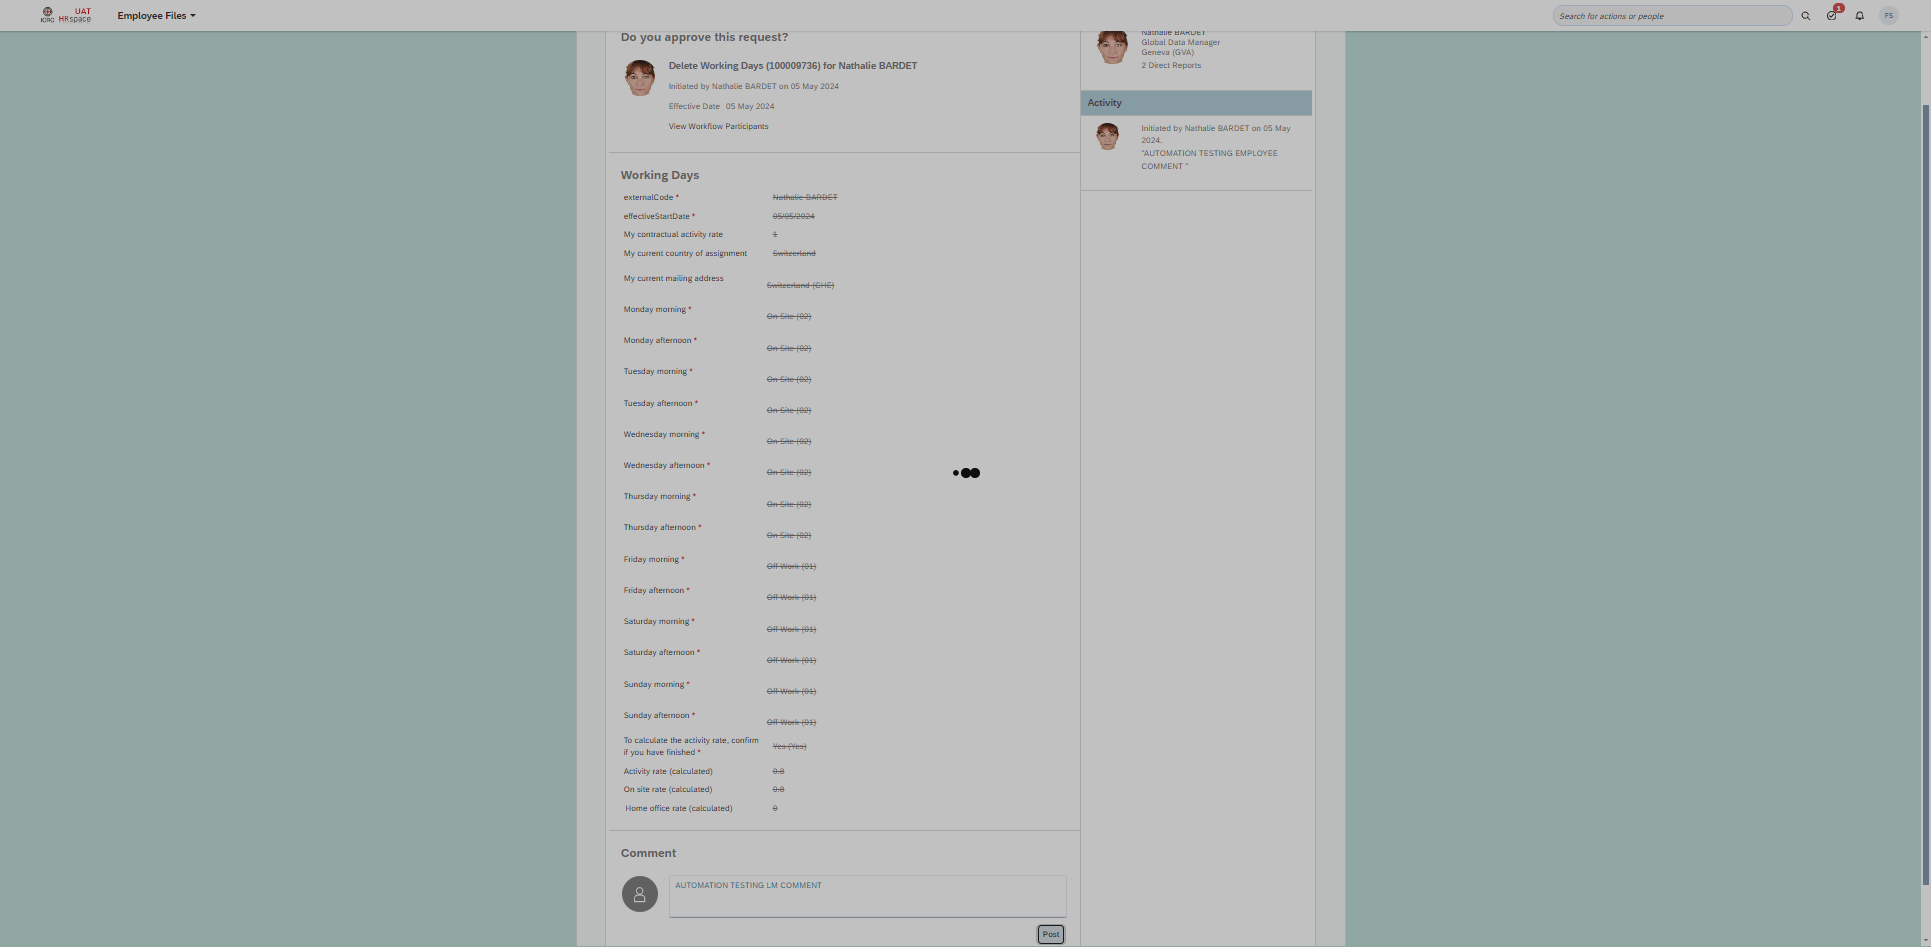 ICRC
UAT
HRspace
Employee Files
Search for actions or people
1
FS
Do you approve this request?
Delete Working Days (100009736) for Nathalie BARDET
Initiated by Nathalie BARDET on 05 May 2024
Effective Date 05 May 2024
View Workflow Participants
Working Days
externalCode * Nathalie BARDET
effectiveStartDate * 05/05/2024
My contractual activity rate 1
My current country of assignment Switzerland
My current mailing address Switzerland (CHE)
Monday morning * On Site (02)
Monday afternoon * On Site (02)
Tuesday morning * On Site (02)
Tuesday afternoon * On Site (02)
Wednesday morning * On Site (02)
Wednesday afternoon * On Site (02)
Thursday morning * On Site (02)
Thursday afternoon * On Site (02)
Friday morning * Off Work (01)
Friday afternoon * Off Work (01)
Saturday morning * Off Work (01)
Saturday afternoon * Off Work (01)
Sunday morning * Off Work (01)
Sunday afternoon * Off Work (01)
To calculate the activity rate, confirm
if you have finished * Yes (Yes)
Activity rate (calculated) 0.8
On site rate (calculated) 0.8
Home office rate (calculated) 0
Comment
AUTOMATION TESTING LM COMMENT
Post
Nathalie BARDET
Global Data Manager
Geneva (GVA)
2 Direct Reports
Activity
Initiated by Nathalie BARDET on 05 May
2024.
"AUTOMATION TESTING EMPLOYEE
COMMENT "